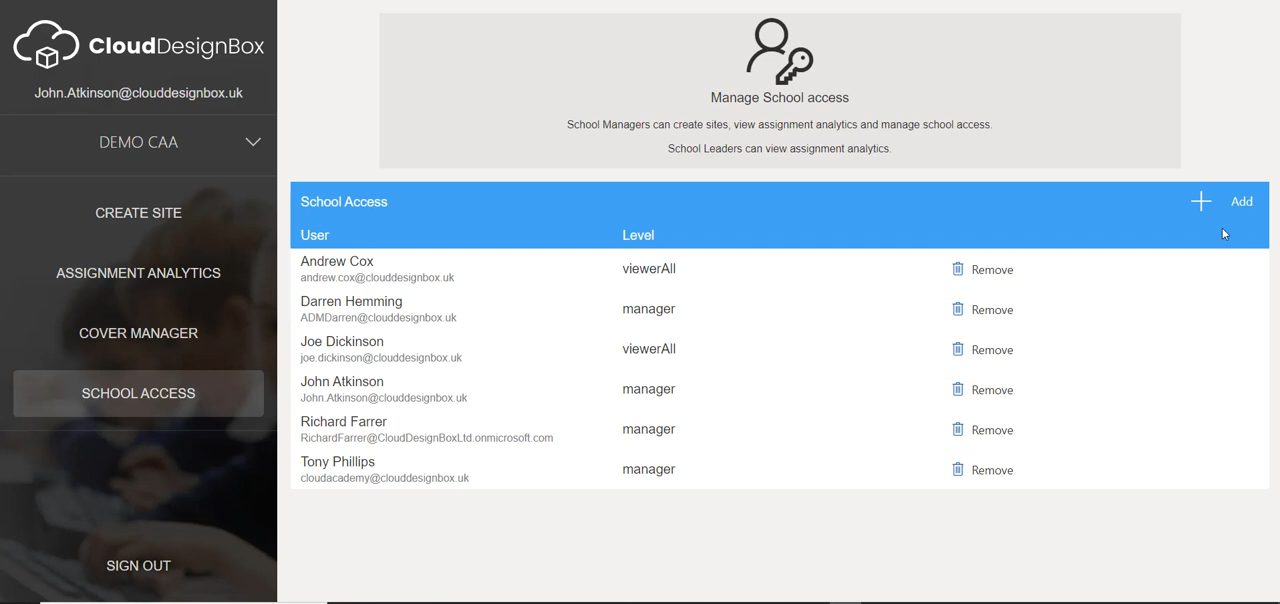 CloudDesignBox
John.Atkinson@clouddesignbox.uk
DEMO CAA
CREATE SITE
ASSIGNMENT ANALYTICS
COVER MANAGER
SCHOOL ACCESS
SIGN OUT
Manage School access
School Managers can create sites, view assignment analytics and manage school access.
School Leaders can view assignment analytics.
School Access Add
User Level
Andrew Cox
andrew.cox@clouddesignbox.uk
viewerAll Remove
Darren Hemming
ADMDarren@clouddesignbox.uk
manager Remove
Joe Dickinson
joe.dickinson@clouddesignbox.uk
viewerAll Remove
John Atkinson
John.Atkinson@clouddesignbox.uk
manager Remove
Richard Farrer
RichardFarrer@CloudDesignBoxLtd.onmicrosoft.com
manager Remove
Tony Phillips
cloudacademy@clouddesignbox.uk
manager Remove